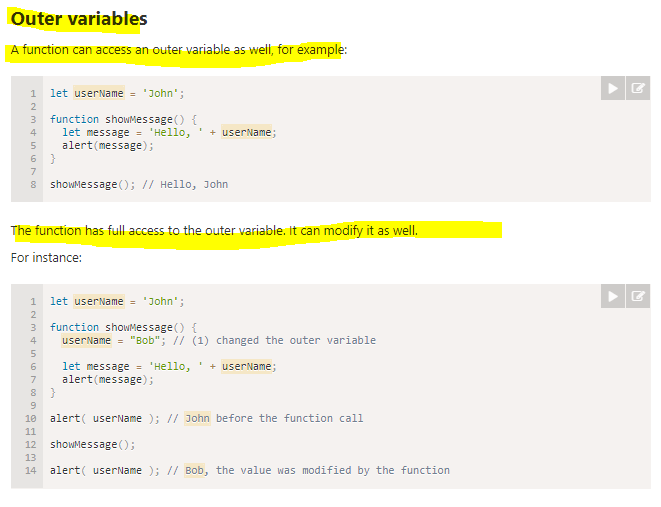 Outer variables
A function can access an outer variable as well, for example:
1 let userName = 'John';
2
3 function showMessage() {
4   let message = 'Hello, ' + userName;
5   alert(message);
6 }
7
8 showMessage(); // Hello, John
The function has full access to the outer variable. It can modify it as well.
For instance:
1 let userName = 'John';
2
3 function showMessage() {
4   userName = "Bob"; // (1) changed the outer variable
5
6   let message = 'Hello, ' + userName;
7   alert(message);
8 }
9
10 alert( userName ); // John before the function call
11
12 showMessage();
13
14 alert( userName ); // Bob, the value was modified by the function